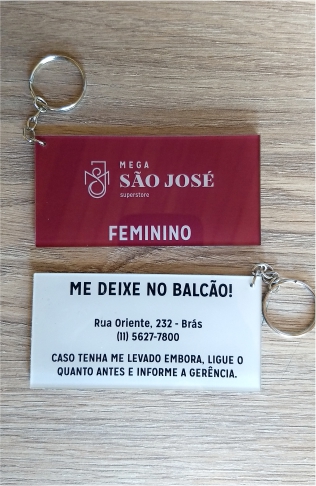 MEGA
SÃO JOSÉ
superstore
FEMININO
ME DEIXE NO BALCÃO!
Rua Oriente, 232 - Brás
(11) 5627-7800
CASO TENHA ME LEVADO EMBORA, LIGUE O
QUANTO ANTES E INFORME A GERÊNCIA.